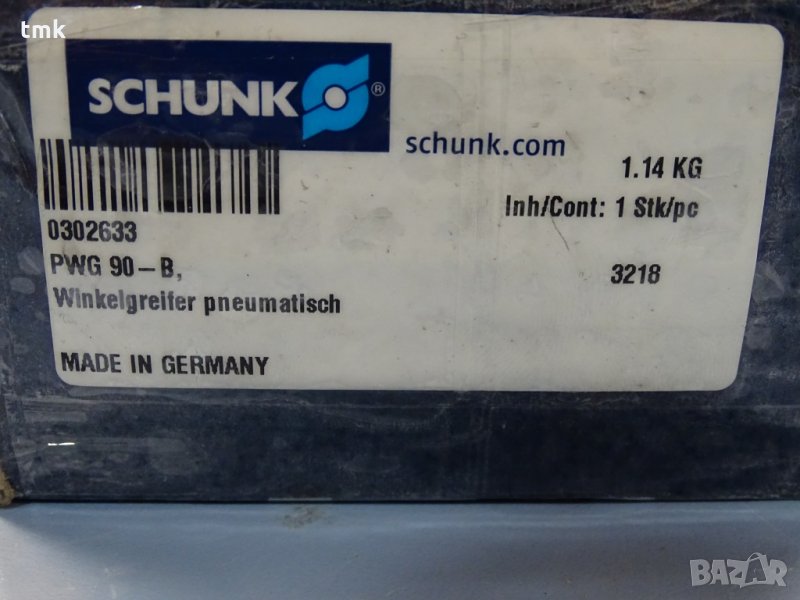 tmk
SCHUNK ®
schunk.com
1.14 KG
Inh/Cont: 1 Stk/pc
0302633
PWG 90-B,
3218
Winkelgreifer pneumatisch
MADE IN GERMANY
BAZAR